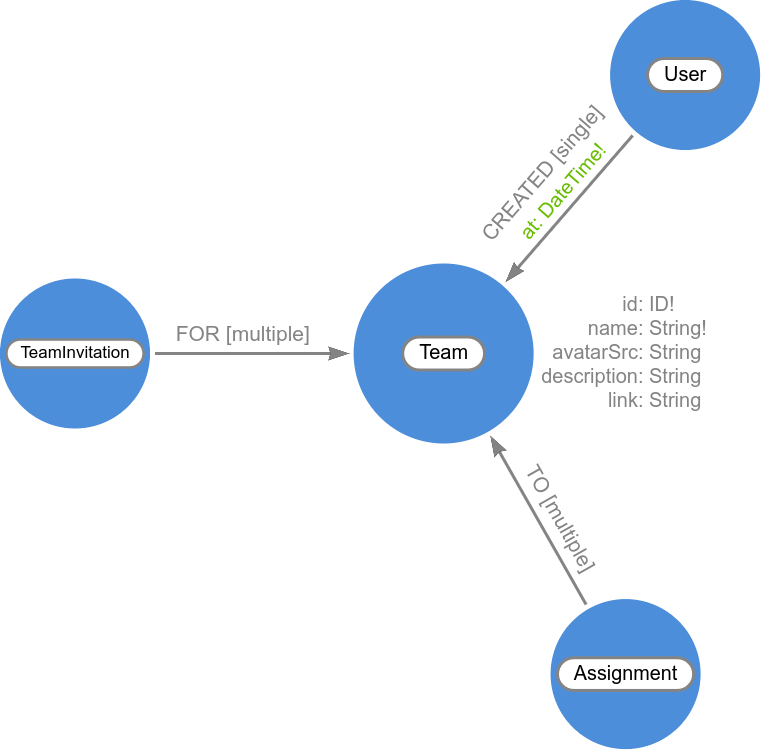 User
CREATED [single]
at: DateTime!
id: ID!
name: String!
avatarSrc: String
description: String
link: String
FOR [multiple]
TeamInvitation
Team
TO [multiple]
Assignment